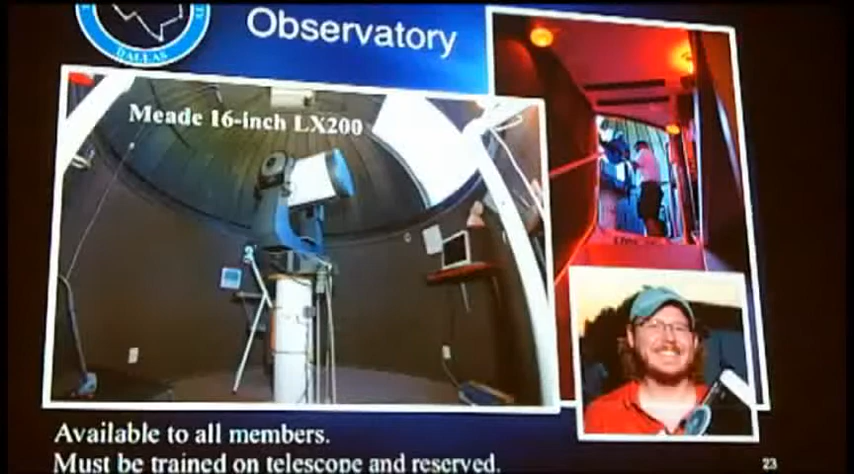 DALLAS
Observatory
Meade 16-inch LX200
Available to all members.
Must be trained on telescope and reserved.
23